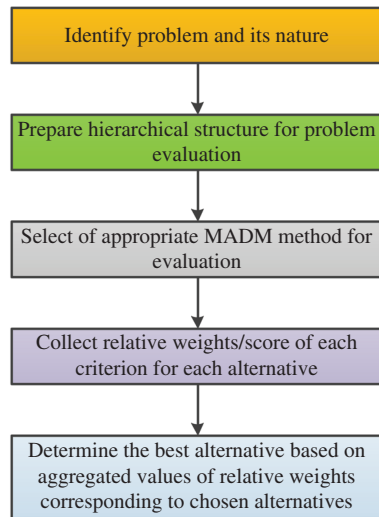 Identify problem and its nature
Prepare hierarchical structure for problem
evaluation
Select of appropriate MADM method for
evaluation
Collect relative weights/score of each
criterion for each alternative
Determine the best alternative based on
aggregated values of relative weights
corresponding to chosen alternatives